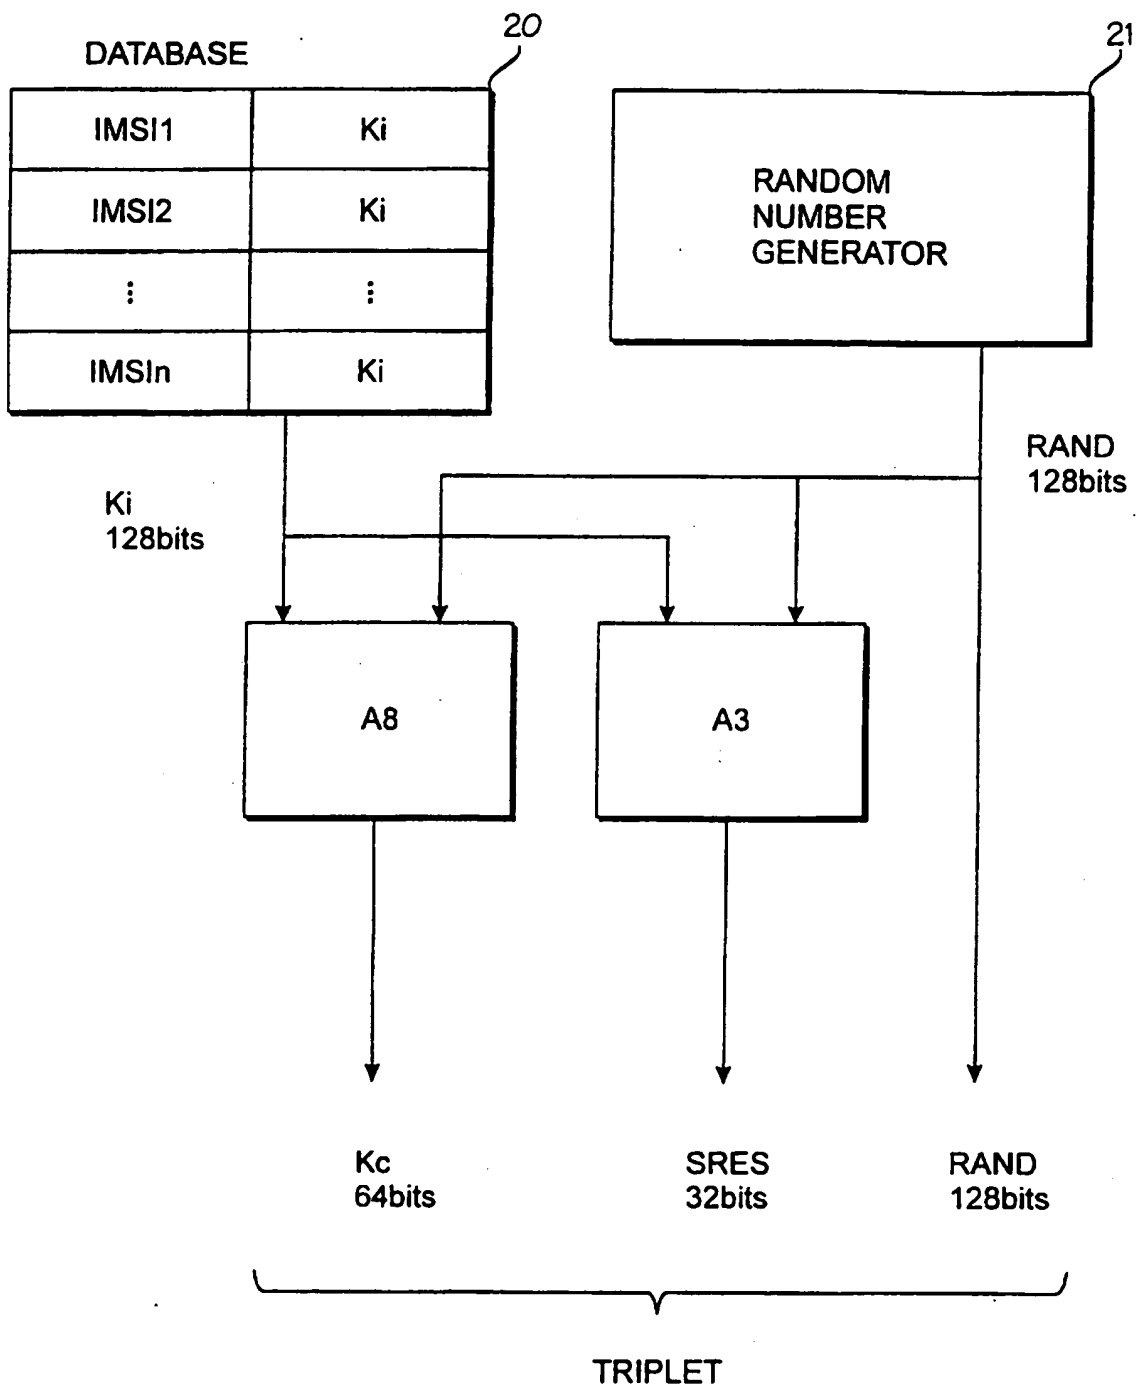 20
21
DATABASE
IMSI1 Ki
IMSI2 Ki
⋮ ⋮
IMSIn Ki
RANDOM
NUMBER
GENERATOR
RAND
128bits
Ki
128bits
A8
A3
Kc
64bits
SRES
32bits
RAND
128bits
TRIPLET